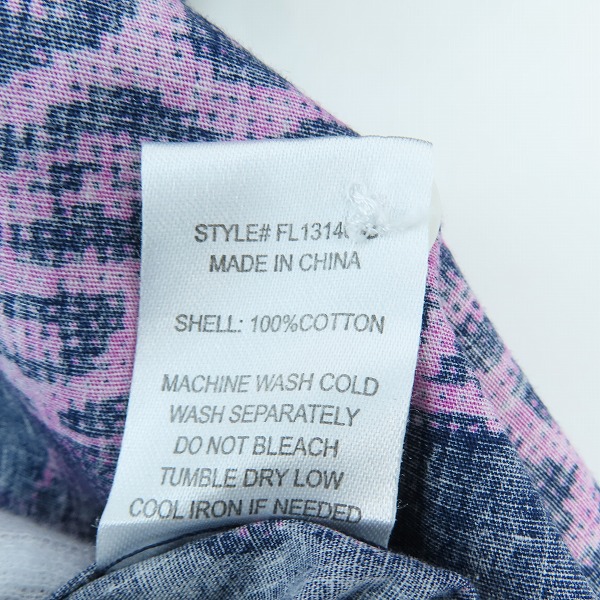 STYLE#
MADE IN CHINA
SHELL: 100%COTTON
MACHINE WASH COLD
WASH SEPARATELY
DO NOT BLEACH
TUMBLE DRY LOW
COOL IRON IF NEEDED